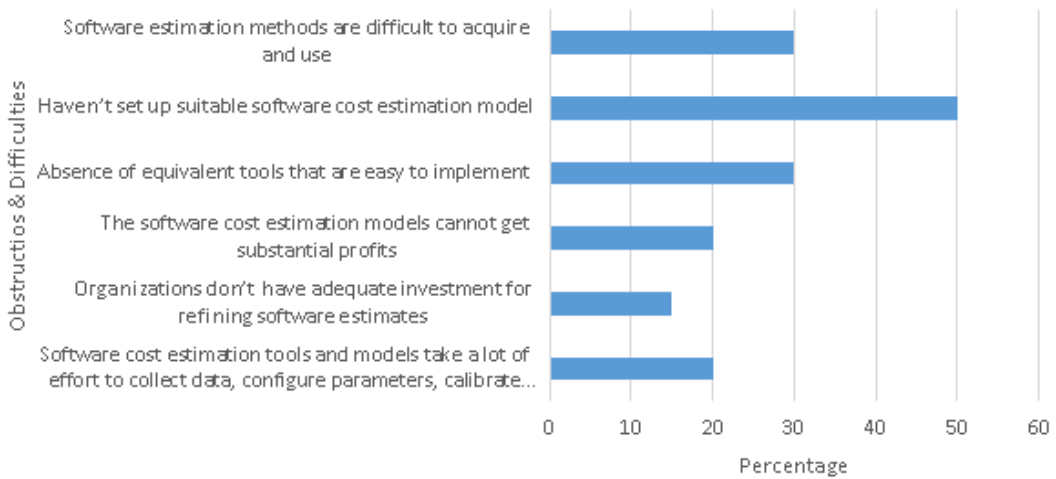 Software estimation methods are difficult to acquire
and use
Haven't set up suitable software cost estimation model
Absence of equivalent tools that are easy to implement
The software cost estimation models cannot get
substantial profits
Organizations don't have adequate investment for
refining software estimates
Software cost estimation tools and models take a lot of
effort to collect data, configure parameters, calibrate...
Obstructios & Difficulties
0 10 20 30 40 50 60
Percentage